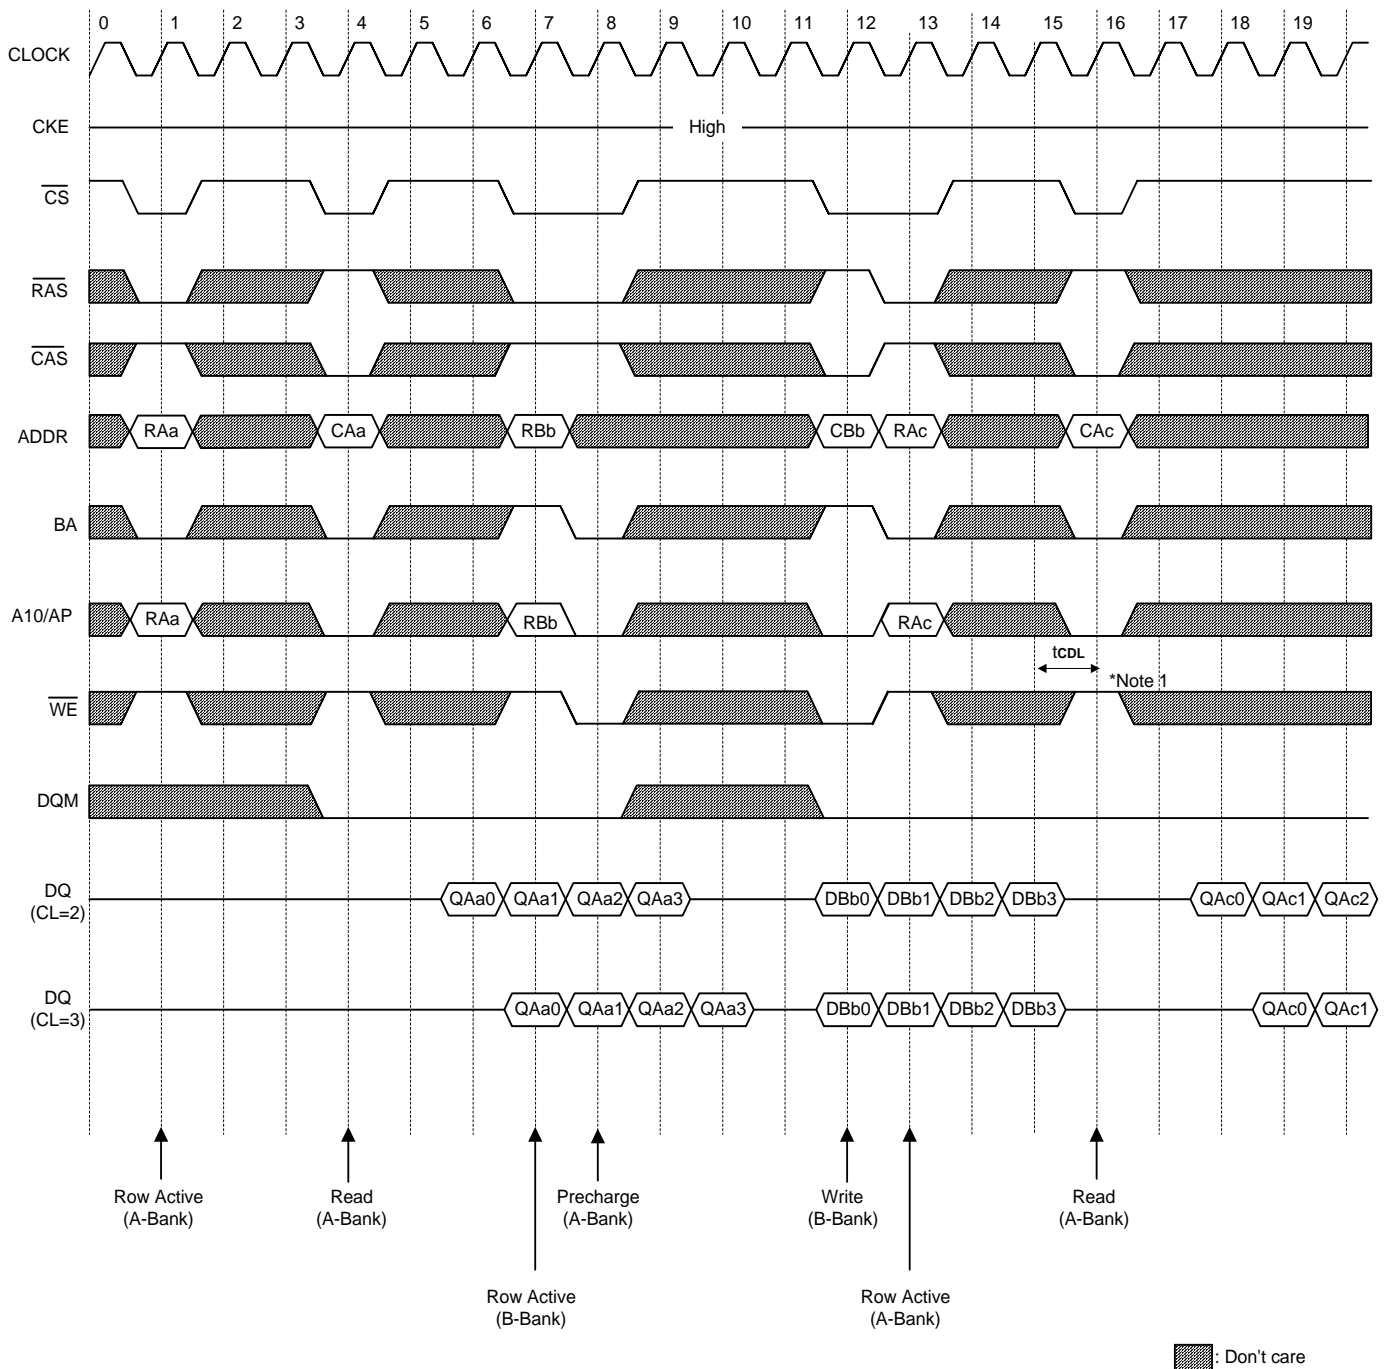 0 1 2 3 4 5 6 7 8 9 10 11 12 13 14 15 16 17 18 19
CLOCK
CKE High
CS
RAS
CAS
ADDR RAa CAa RBb CBb RAc CAc
BA
A10/AP RAa RBb RAc
tCDL
*Note 1
WE
DQM
DQ
(CL=2)
QAa0 QAa1 QAa2 QAa3 DBb0 DBb1 DBb2 DBb3 QAc0 QAc1 QAc2
DQ
(CL=3)
QAa0 QAa1 QAa2 QAa3 DBb0 DBb1 DBb2 DBb3 QAc0 QAc1
Row Active
(A-Bank)
Read
(A-Bank)
Precharge
(A-Bank)
Write
(B-Bank)
Read
(A-Bank)
Row Active
(B-Bank)
Row Active
(A-Bank)
: Don't care